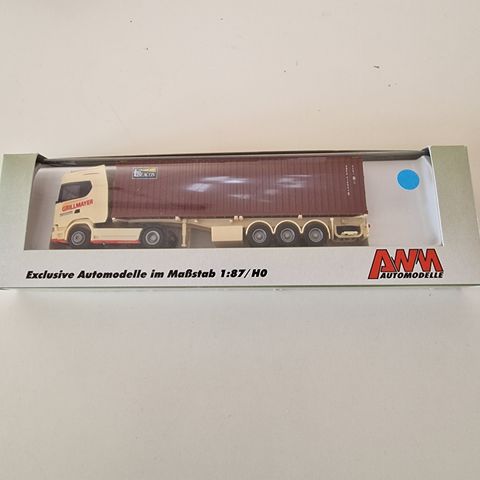 GRILLMAYER
Exclusive Automodelle im Maßstab 1:87/H0
AWM
AUTOMODELLE